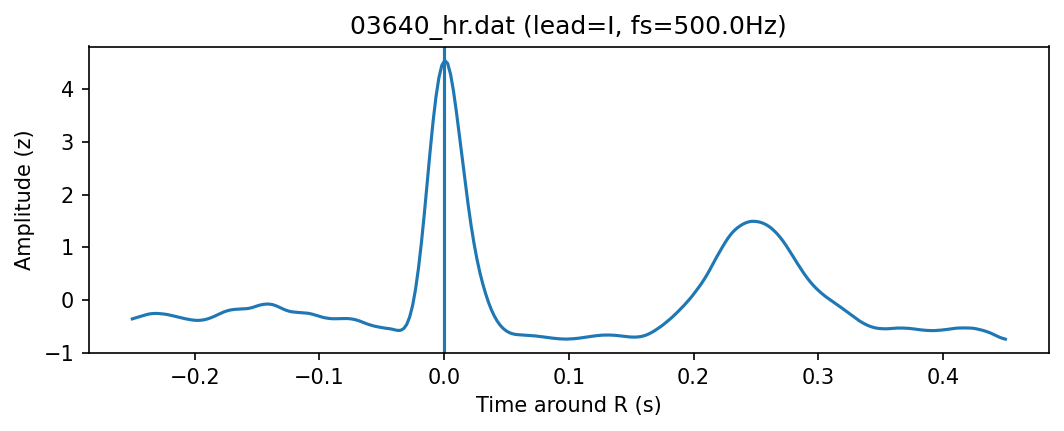 03640_hr.dat (lead=I, fs=500.0Hz)
Amplitude (z)
4
3
2
1
0
−1
−0.2 −0.1 0.0 0.1 0.2 0.3 0.4
Time around R (s)